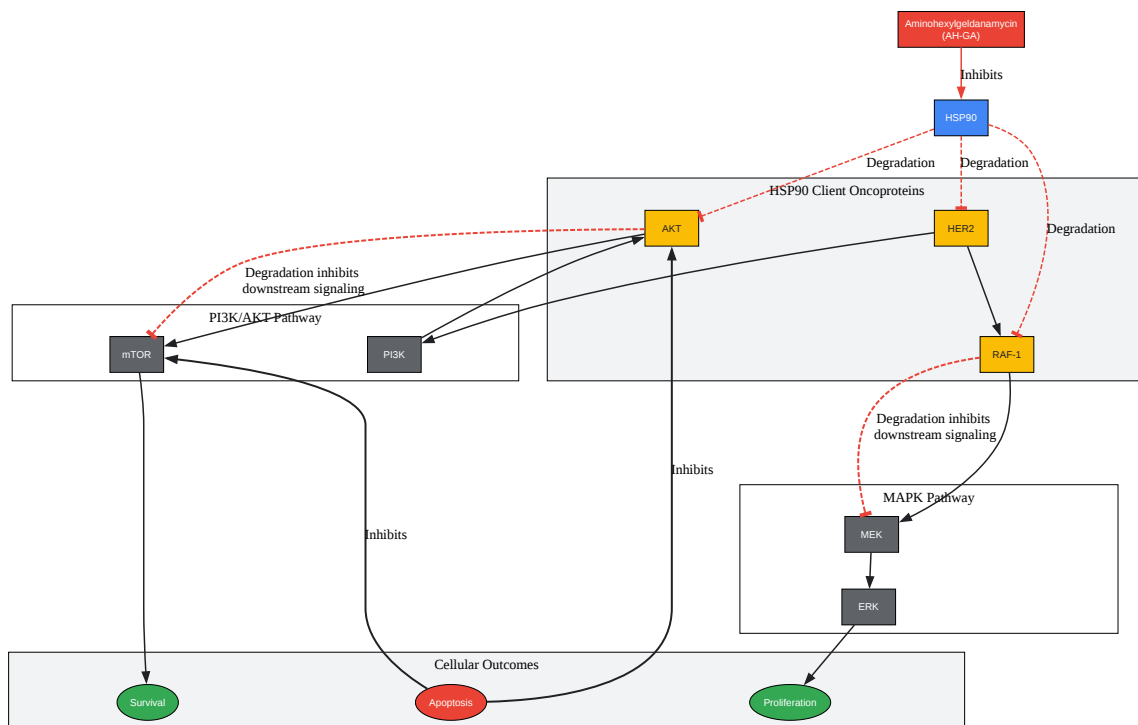 Aminohexylgeldanamycin
(AH-GA)
Inhibits
HSP90
Degradation
Degradation
HSP90 Client Oncoproteins
AKT
HER2
Degradation
Degradation inhibits
downstream signaling
PI3K/AKT Pathway
mTOR
PI3K
RAF-1
Degradation inhibits
downstream signaling
Inhibits
MAPK Pathway
Inhibits
MEK
ERK
Cellular Outcomes
Survival
Apoptosis
Proliferation